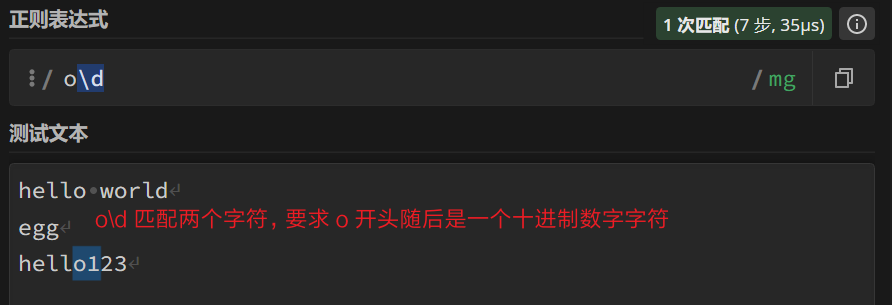 正则表达式
1 次匹配 (7 步, 35μs)
/ o\d / mg
测试文本
hello·world↵
egg↵ o\d 匹配两个字符，要求 o 开头随后是一个十进制数字字符
hello123↵